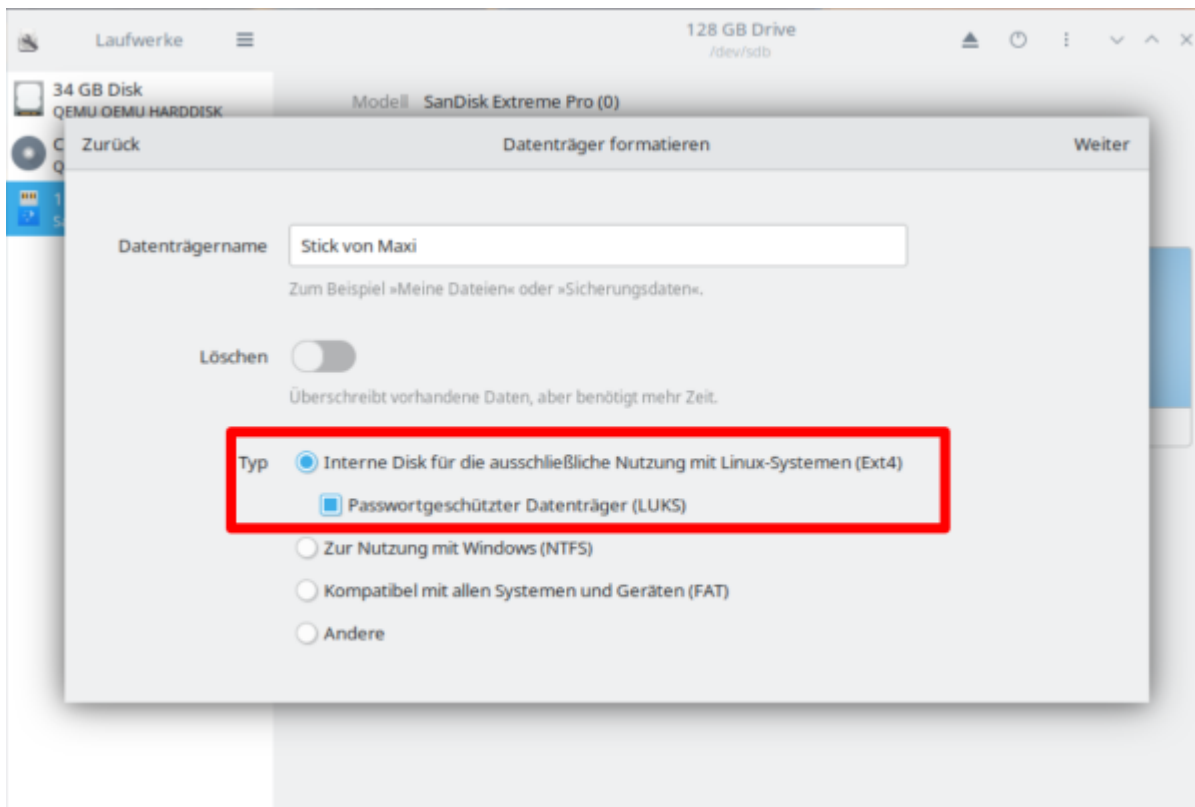 Laufwerke
128 GB Drive
/dev/sdb
34 GB Disk
QEMU QEMU HARDDISK
Modell SanDisk Extreme Pro (0)
Zurück Datenträger formatieren Weiter
Datenträgername Stick von Maxi
Zum Beispiel »Meine Dateien« oder »Sicherungsdaten«.
Löschen
Überschreibt vorhandene Daten, aber benötigt mehr Zeit.
Typ Interne Disk für die ausschließliche Nutzung mit Linux-Systemen (Ext4)
Passwortgeschützter Datenträger (LUKS)
Zur Nutzung mit Windows (NTFS)
Kompatibel mit allen Systemen und Geräten (FAT)
Andere